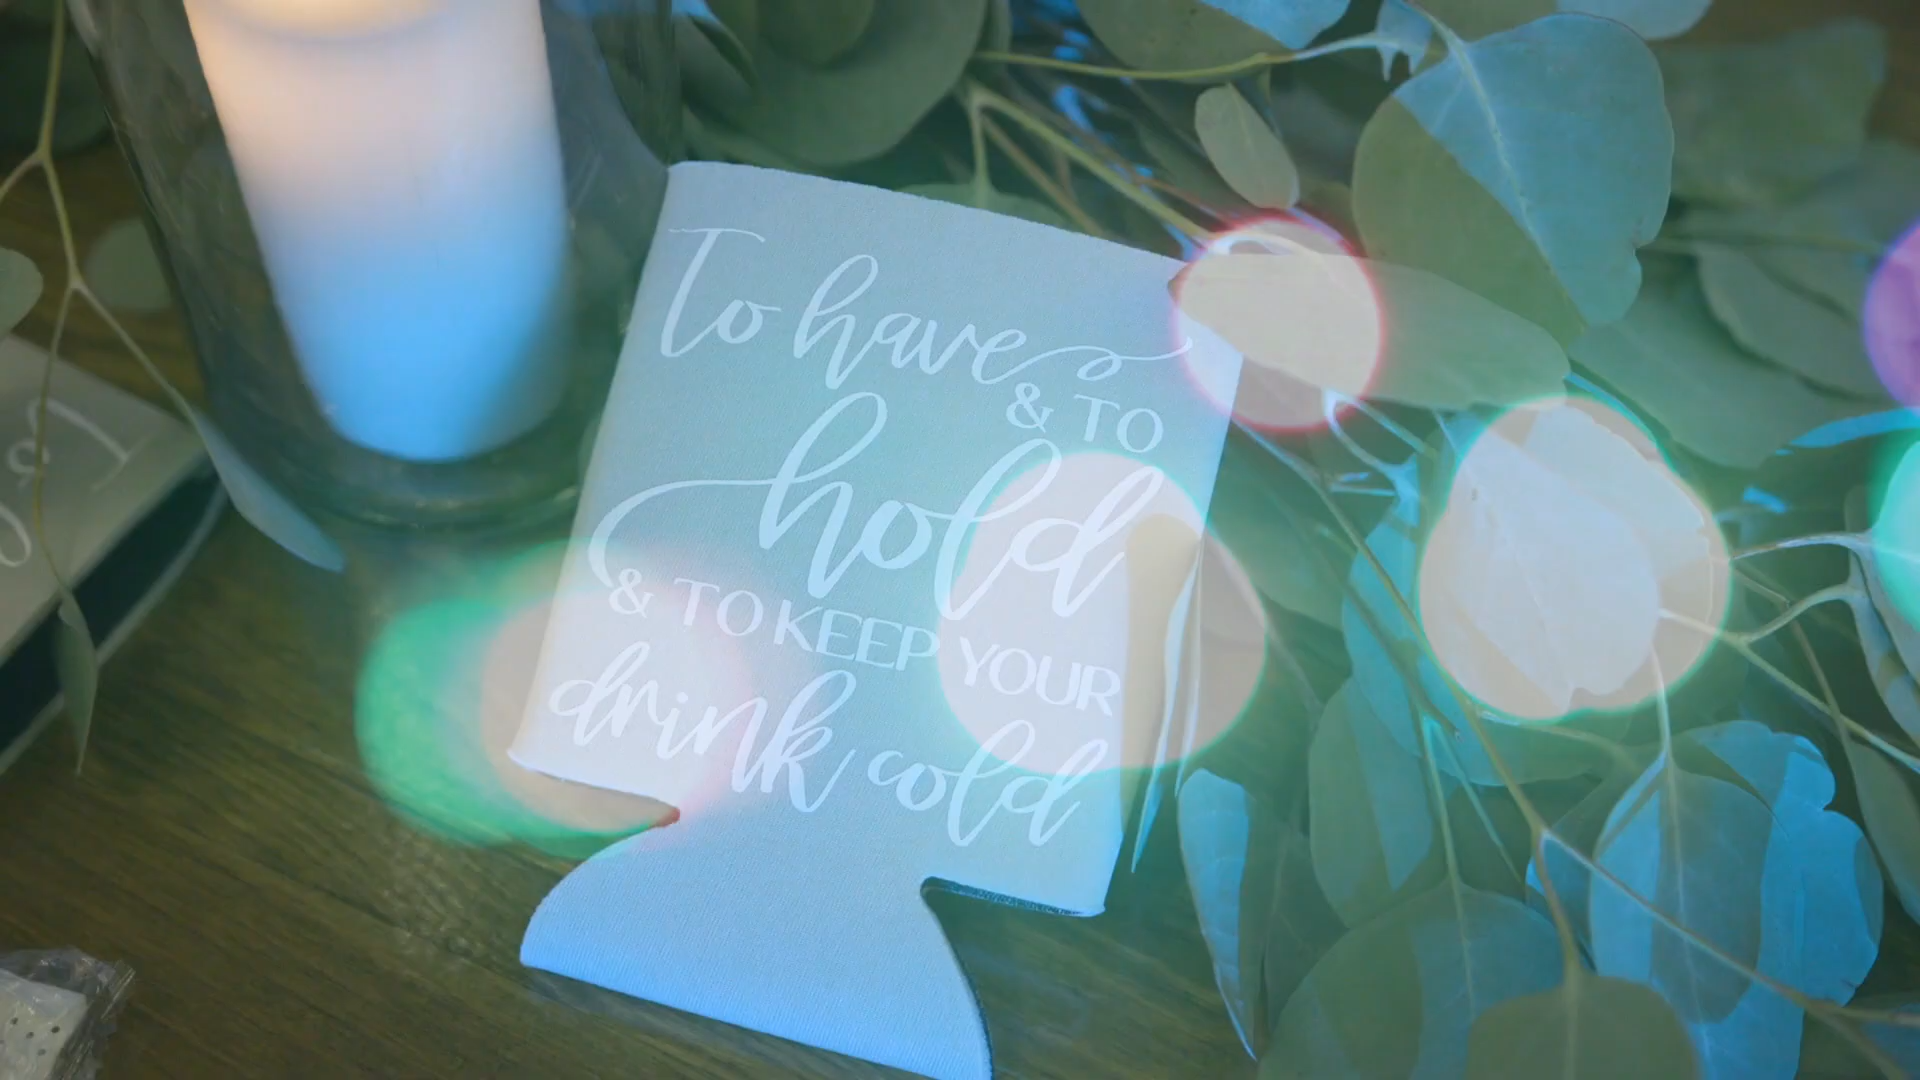 To have
& TO
hold
& TO KEEP YOUR
drink cold